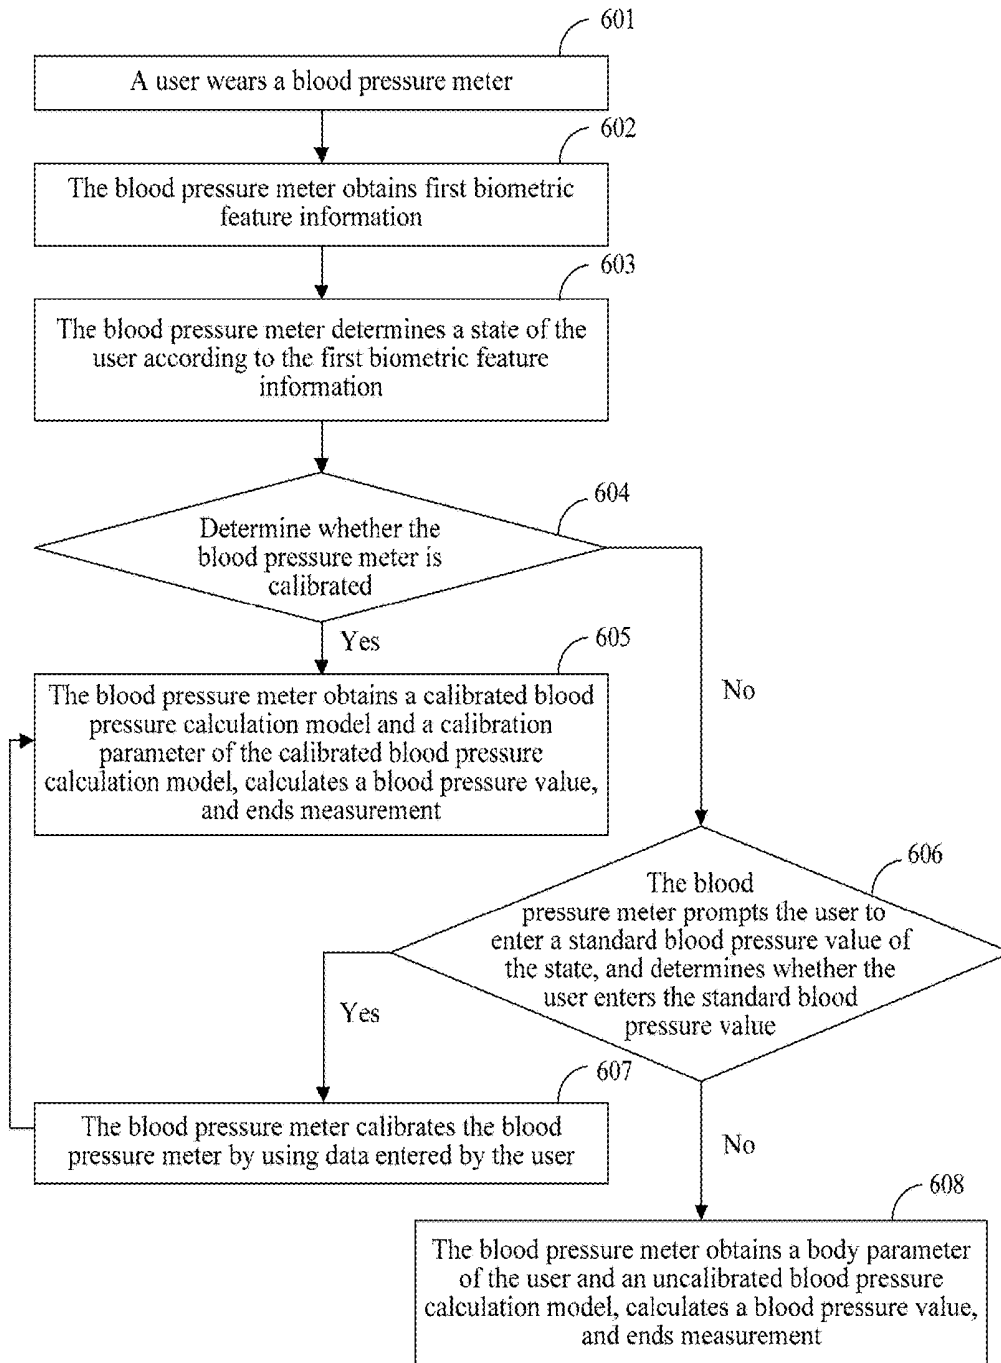 601
A user wears a blood pressure meter
602
The blood pressure meter obtains first biometric
feature information
603
The blood pressure meter determines a state of the
user according to the first biometric feature
information
604
Determine whether the
blood pressure meter is
calibrated
Yes
605
No
The blood pressure meter obtains a calibrated blood
pressure calculation model and a calibration
parameter of the calibrated blood pressure
calculation model, calculates a blood pressure value,
and ends measurement
606
The blood
pressure meter prompts the user to
enter a standard blood pressure value of
the state, and determines whether the
user enters the standard blood
pressure value
Yes
607
The blood pressure meter calibrates the blood
pressure meter by using data entered by the user
No
608
The blood pressure meter obtains a body parameter
of the user and an uncalibrated blood pressure
calculation model, calculates a blood pressure value,
and ends measurement